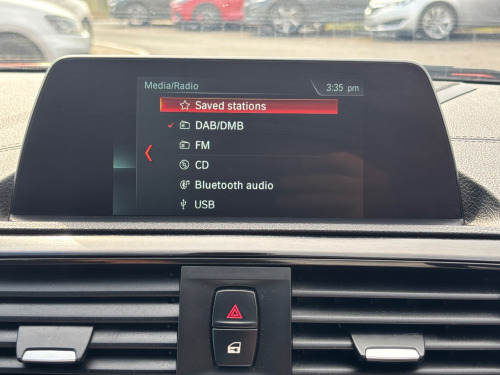 Media/Radio
3:35 pm
Saved stations
DAB/DMB
FM
CD
Bluetooth audio
USB